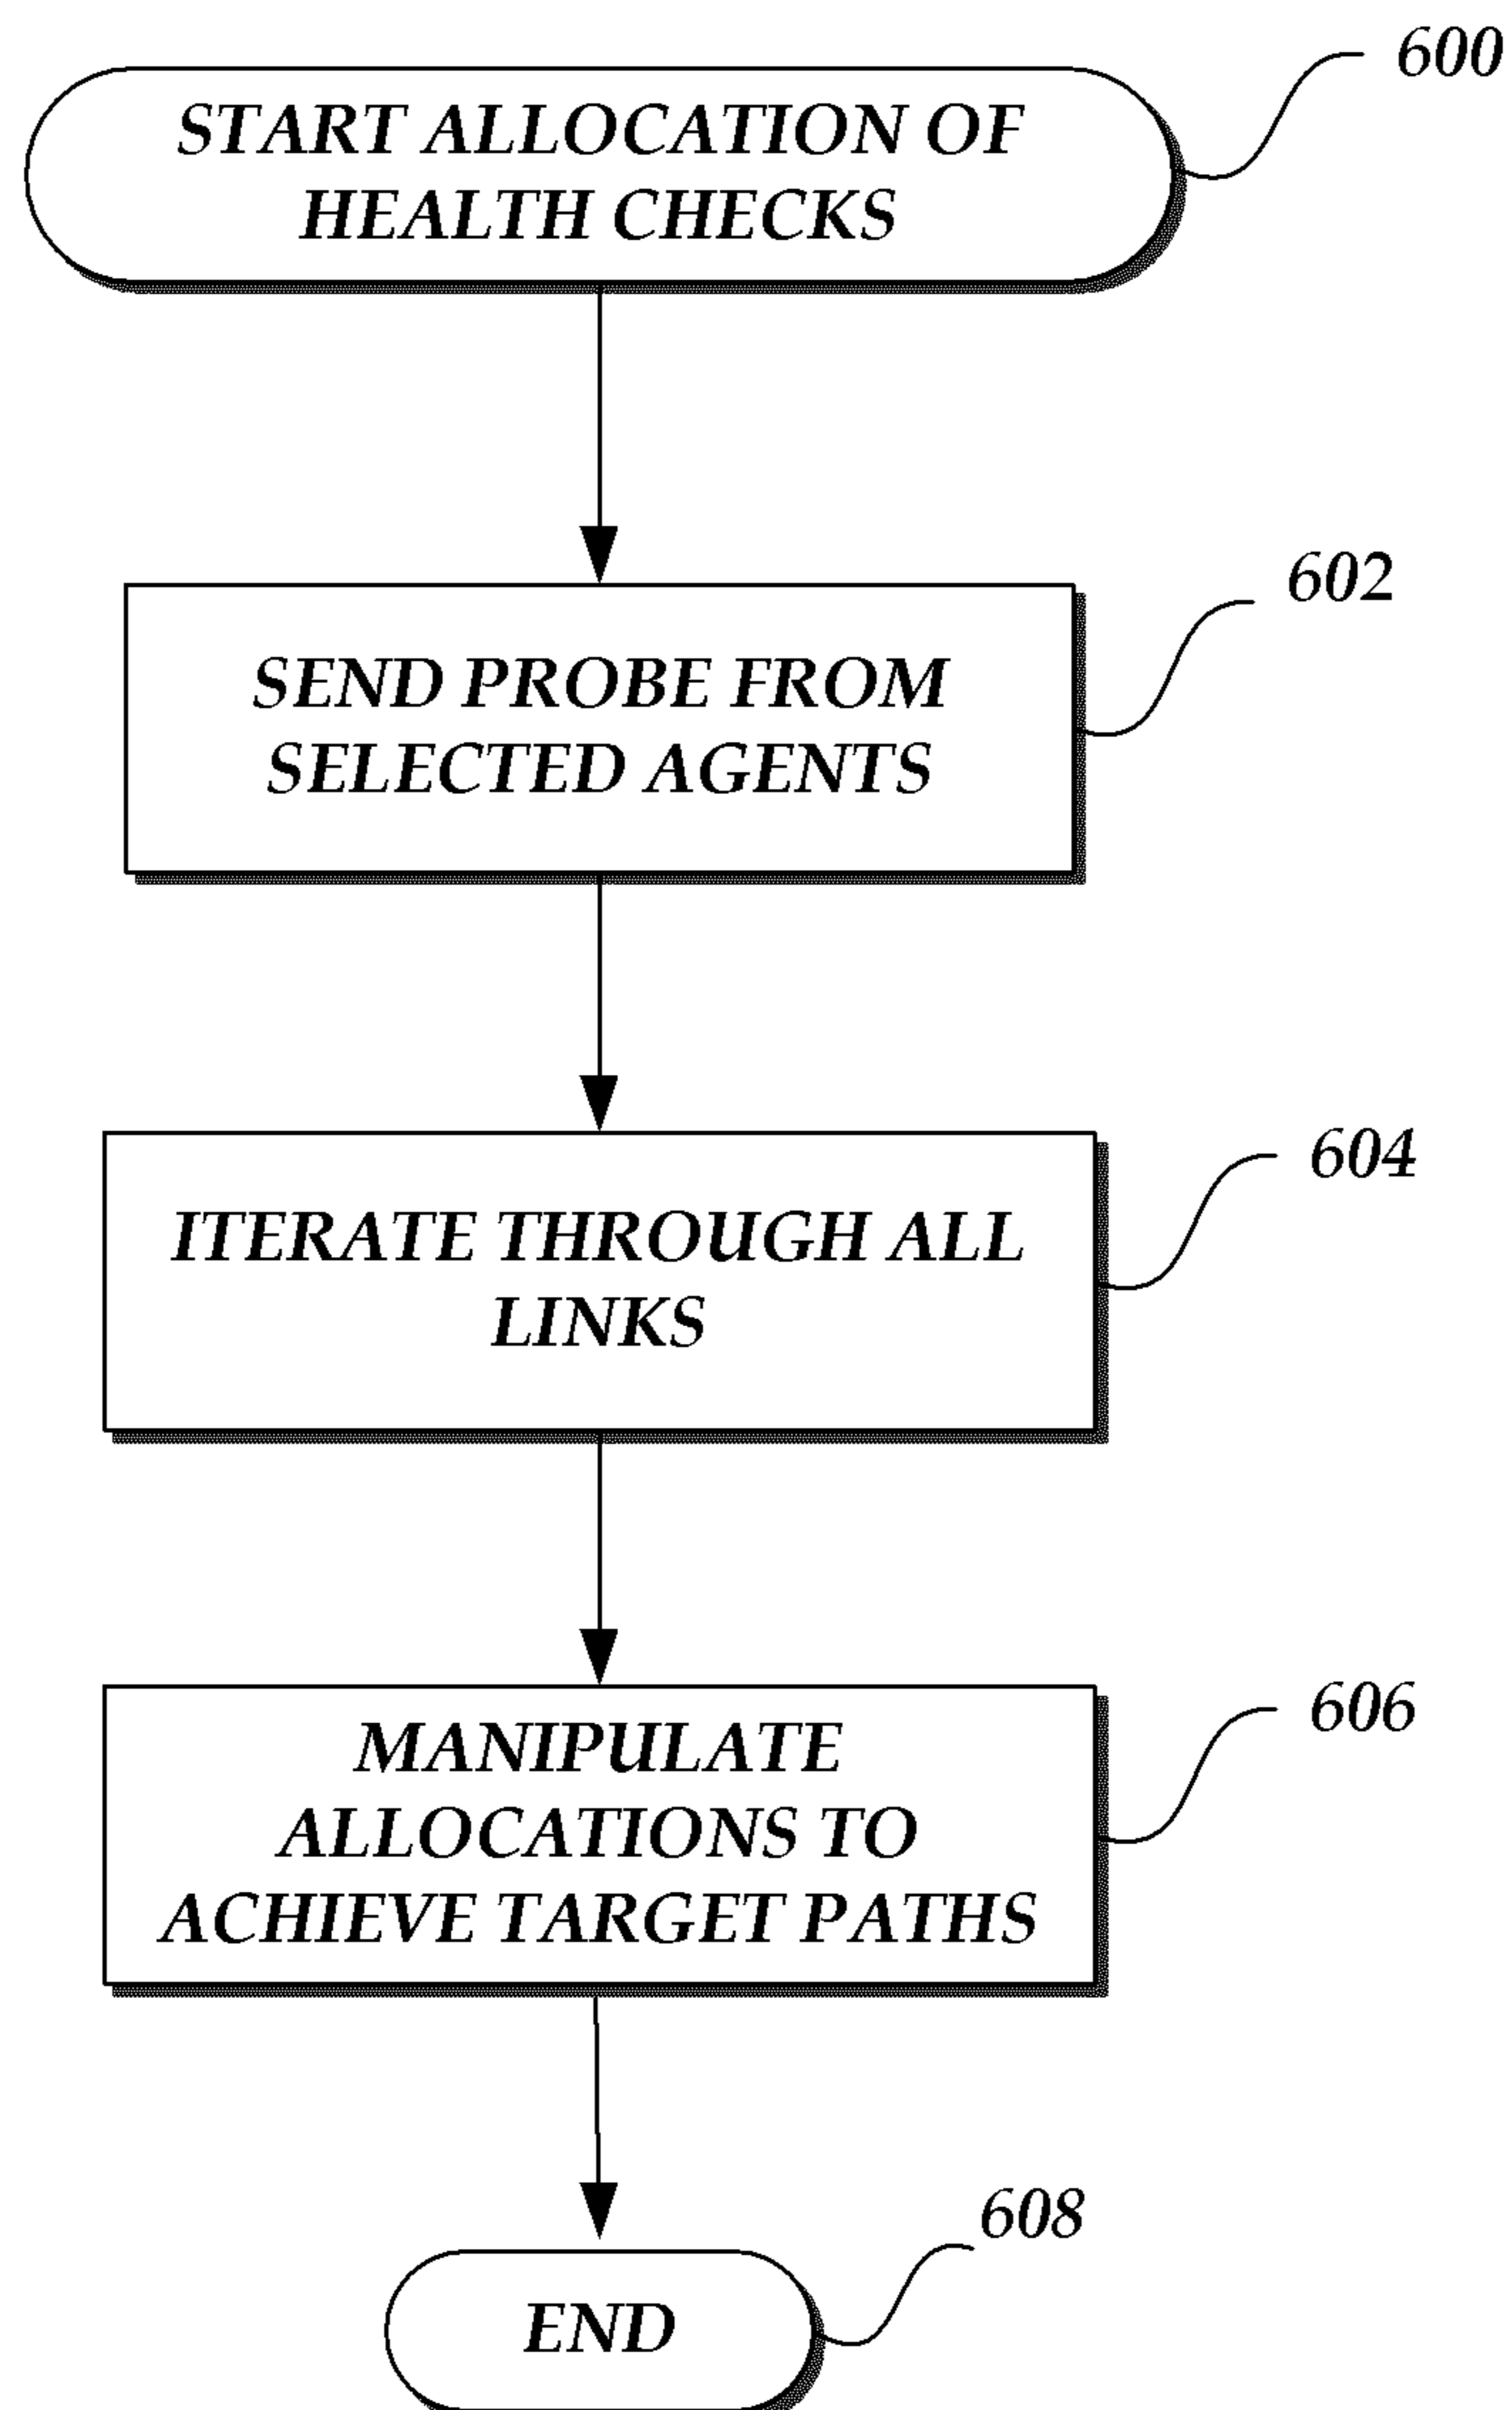 600
START ALLOCATION OF
HEALTH CHECKS
602
SEND PROBE FROM
SELECTED AGENTS
604
ITERATE THROUGH ALL
LINKS
606
MANIPULATE
ALLOCATIONS TO
ACHIEVE TARGET PATHS
608
END